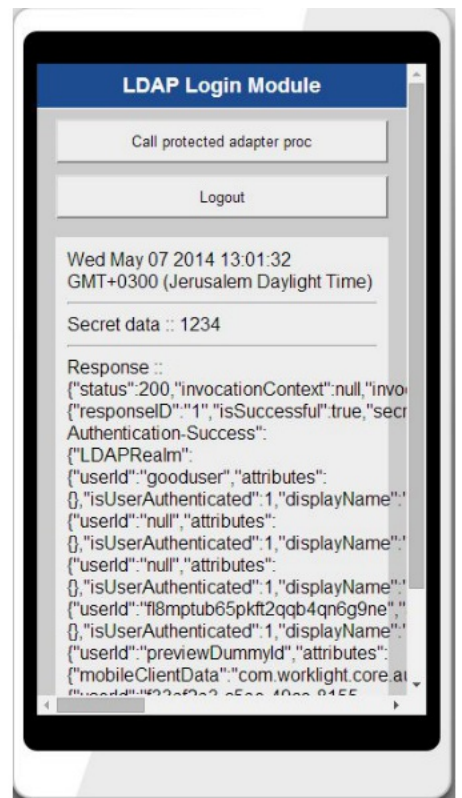 LDAP Login Module
Call protected adapter proc
Logout
Wed May 07 2014 13:01:32
GMT+0300 (Jerusalem Daylight Time)
Secret data :: 1234
Response ::
{"status":200,"invocationContext":null,"invo
{"responseID":"1","isSuccessful":true,"secr
Authentication-Success":
{"LDAPRealm":
{"userId":"gooduser","attributes":
{},"isUserAuthenticated":1,"displayName":"
{"userId":"null","attributes":
{},"isUserAuthenticated":1,"displayName":"
{"userId":"null","attributes":
{},"isUserAuthenticated":1,"displayName":"
{"userId":"fl8mptub65pkft2qqb4qn6g9ne","
{},"isUserAuthenticated":1,"displayName":"
{"userId":"previewDummyId","attributes":
{"mobileClientData":"com.worklight.core.au